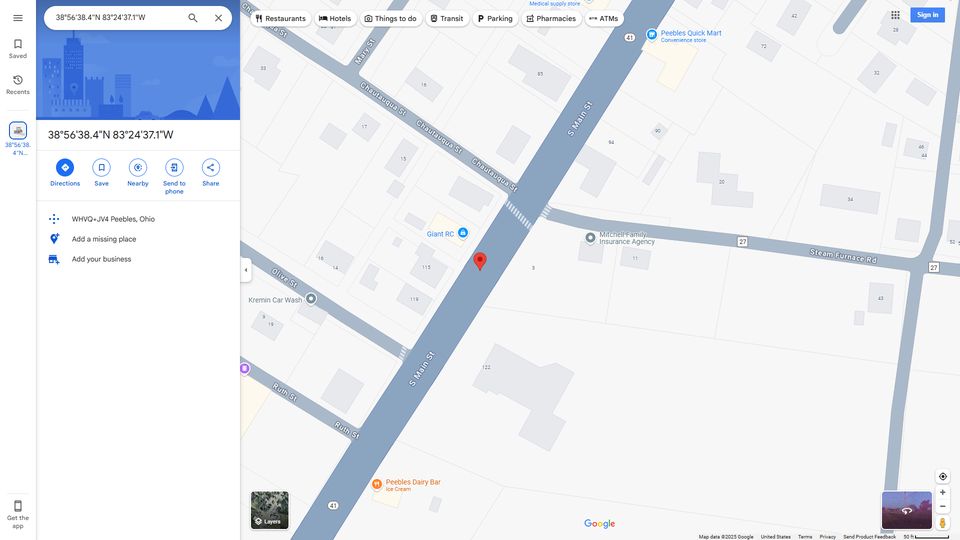 38°56'38.4"N 83°24'37.1"W
Restaurants
Hotels
Things to do
Transit
Parking
Pharmacies
ATMs
Sign in
Saved
Recents
38°56'38.
4"N...
Get the
app
38°56'38.4"N 83°24'37.1"W
Directions
Save
Nearby
Send to
phone
Share
WHVQ+JV4 Peebles, Ohio
Add a missing place
Add your business
Medical supply store
41
Peebles Quick Mart
Convenience store
Mary St
Chautauqua St
Chautauqua St
Chautauqua St
S Main St
33
16
85
72
32
42
17
15
94
90
20
46
44
34
Giant RC
Mitchell Family
Insurance Agency
27
Steam Furnace Rd
27
3
11
16
14
115
119
43
Olive St
Kremin Car Wash
9
19
S Main St
122
Ruth St
Ruth St
Peebles Dairy Bar
Ice Cream
41
Layers
Google
Map data ©2025 Google
United States
Terms
Privacy
Send Product Feedback
50 ft